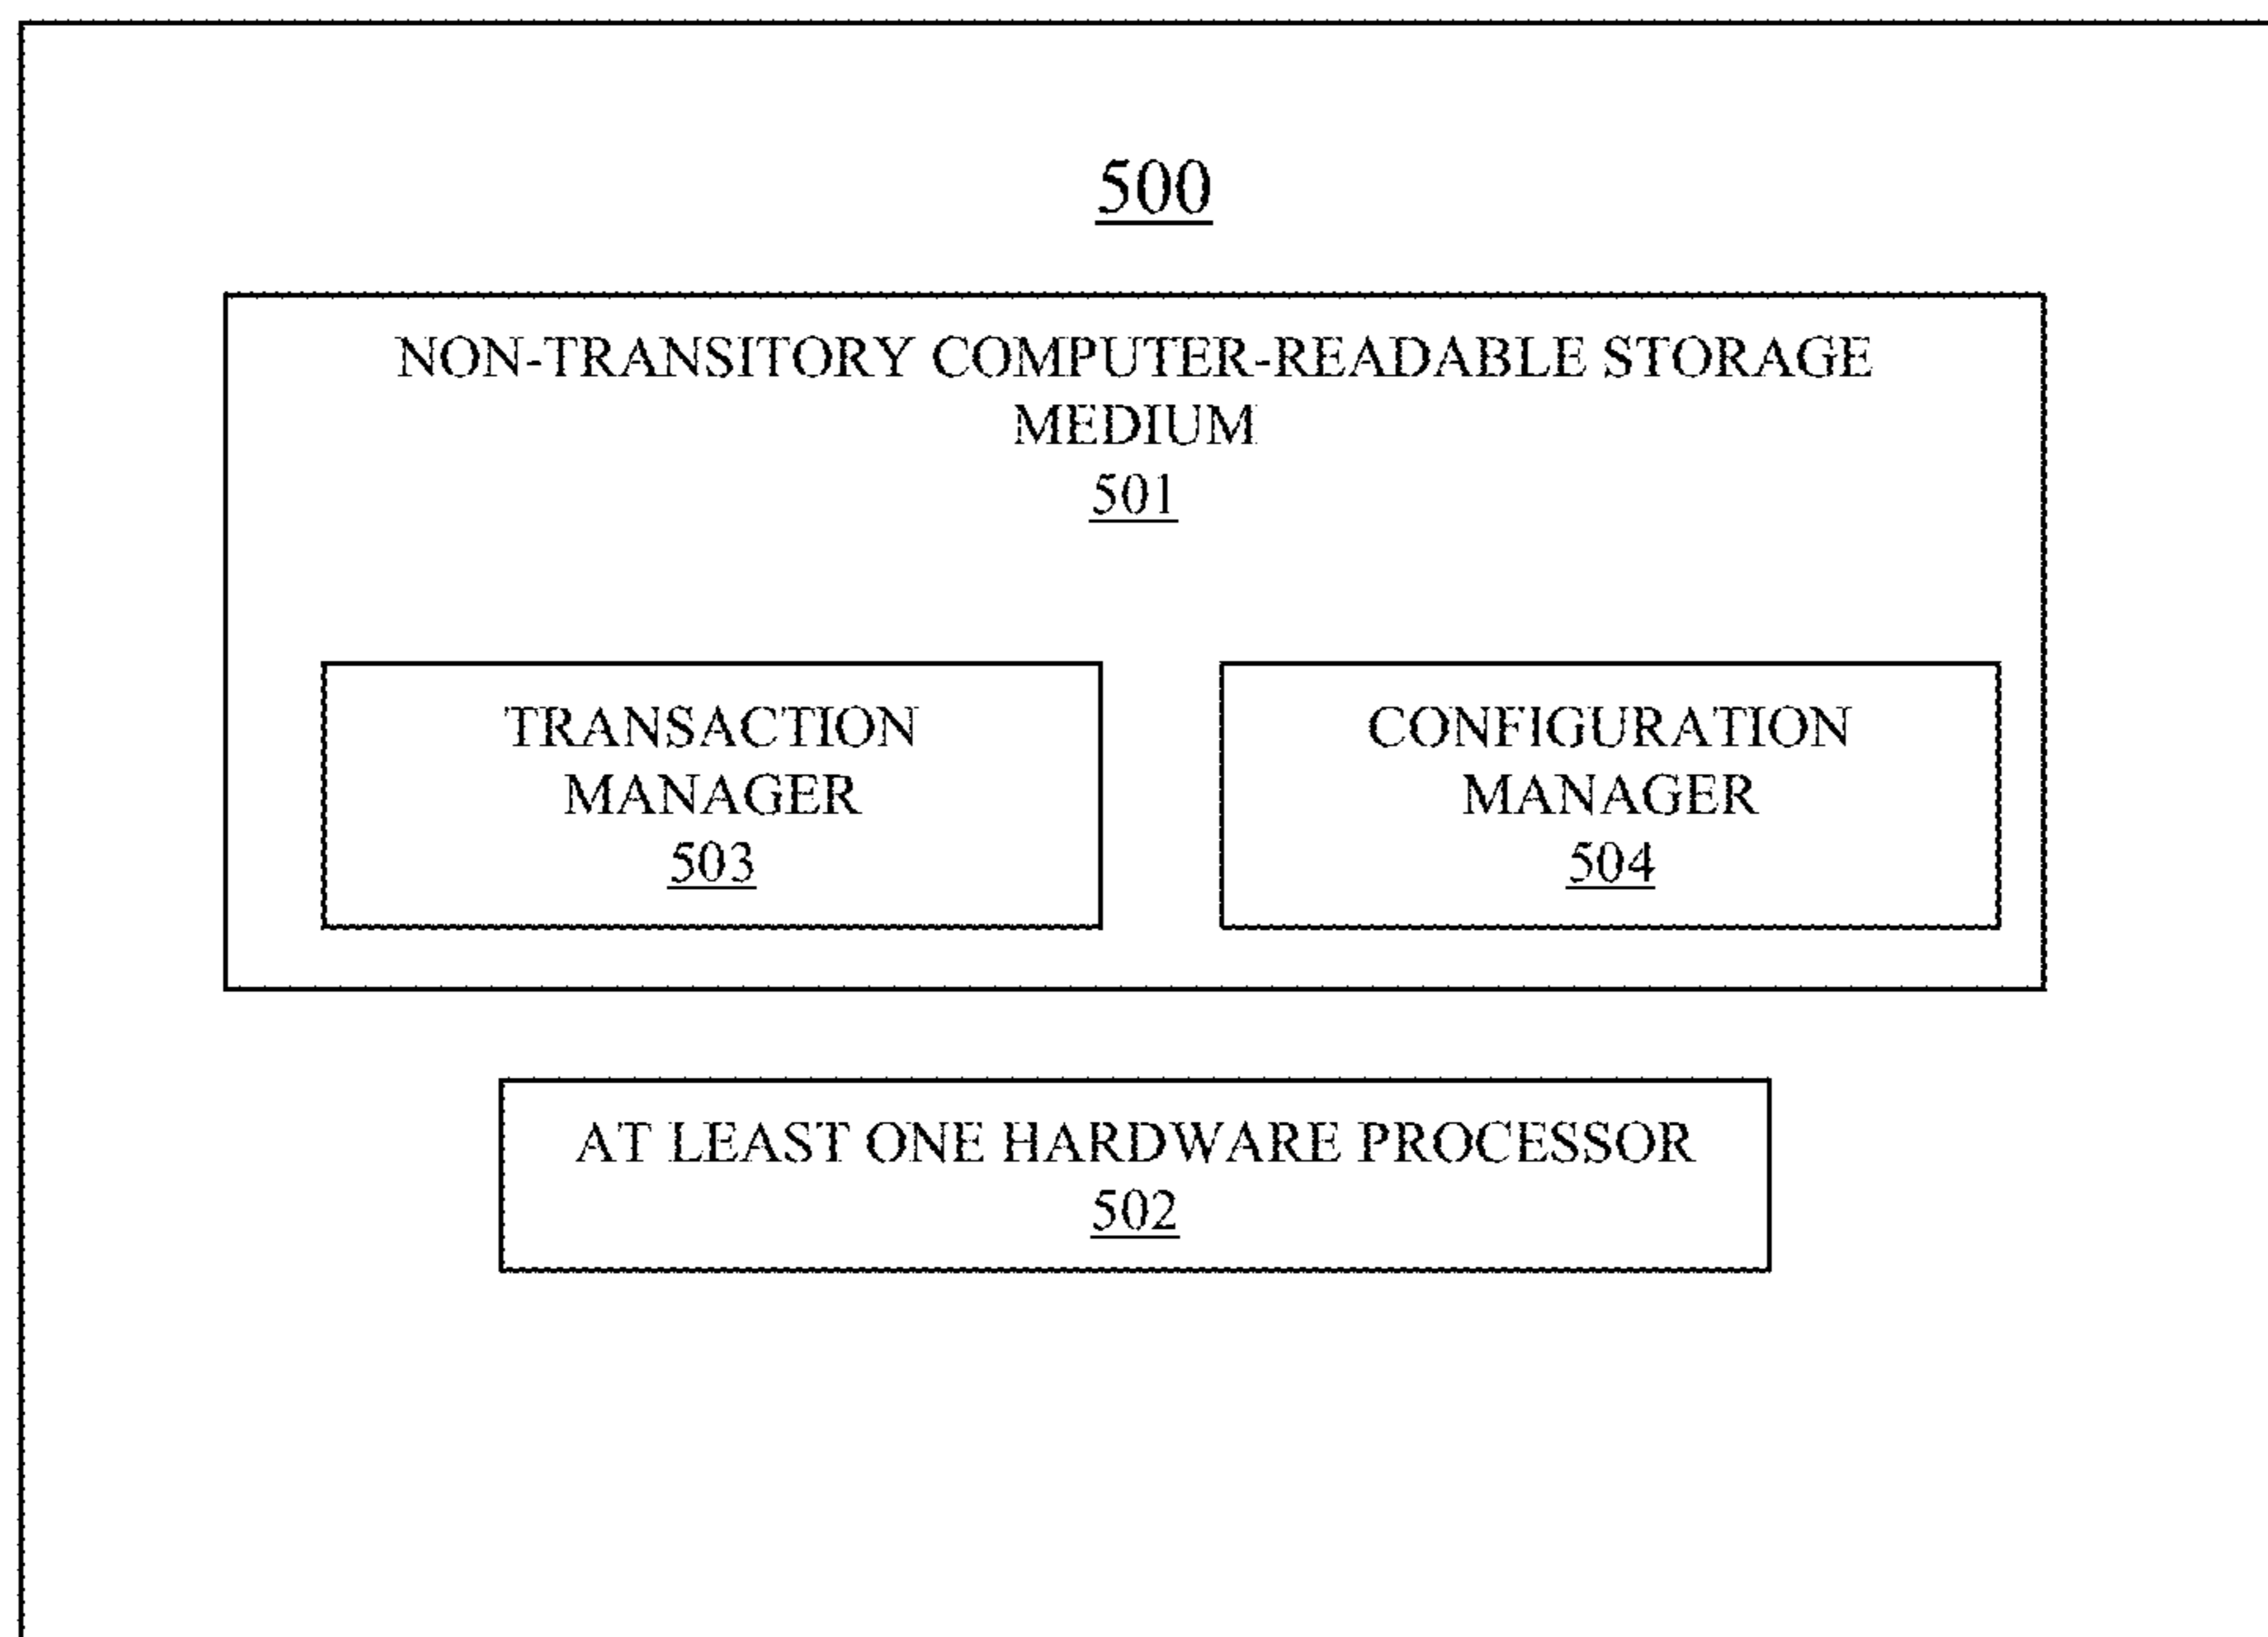 500
NON-TRANSITORY COMPUTER-READABLE STORAGE
MEDIUM
501
TRANSACTION
MANAGER
503
CONFIGURATION
MANAGER
504
AT LEAST ONE HARDWARE PROCESSOR
502